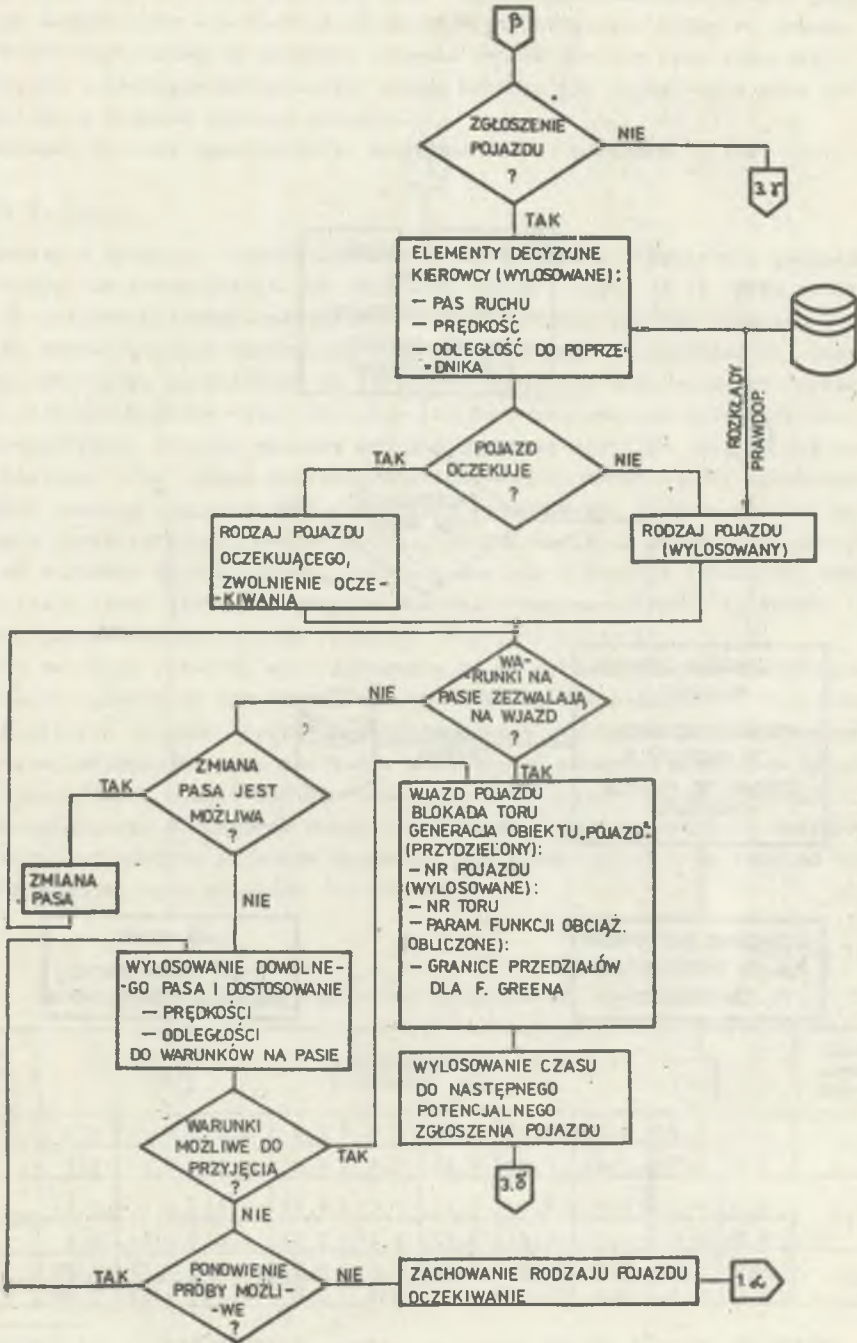 β
ZGŁOSZENIE
POJAZDU
?
NIE
3.γ
TAK
ELEMENTY DECYZYJNE
KIEROWCY (WYLOSOWANE):
— PAS RUCHU
— PRĘDKOŚĆ
— ODLEGŁOŚĆ DO POPRZE-
-DNIKA
ROZKŁADY
PRAWDOP.
POJAZD
OCZEKUJE
?
TAK
NIE
RODZAJ POJAZDU
OCZEKUJĄCEGO,
ZWOLNIENIE OCZE-
-KIWANIA
RODZAJ POJAZDU
(WYLOSOWANY)
WA-
-RUNKI NA
PASIE ZEZWALAJĄ
NA WJAZD
?
NIE
TAK
ZMIANA
PASA JEST
MOŻLIWA
?
TAK
ZMIANA
PASA
NIE
WJAZD POJAZDU
BLOKADA TORU
GENERACJA OBIEKTU „POJAZD”:
(PRZYDZIELONY):
— NR POJAZDU
(WYLOSOWANE):
— NR TORU
— PARAM. FUNKCJI OBCIĄŻ.
OBLICZONE):
— GRANICE PRZEDZIAŁÓW
DLA F. GREENA
WYLOSOWANIE DOWOLNE-
-GO PASA I DOSTOSOWANIE
— PRĘDKOŚCI
— ODLEGŁOŚCI
DO WARUNKÓW NA PASIE
WYLOSOWANIE CZASU
DO NASTĘPNEGO
POTENCJALNEGO
ZGŁOSZENIA POJAZDU
WARUNKI
MOŻLIWE DO
PRZYJĘCIA
?
TAK
NIE
PONOWIENIE
PRÓBY MOŻLI-
-WE
?
TAK
NIE
ZACHOWANIE RODZAJU POJAZDU
OCZEKIWANIE
1.α